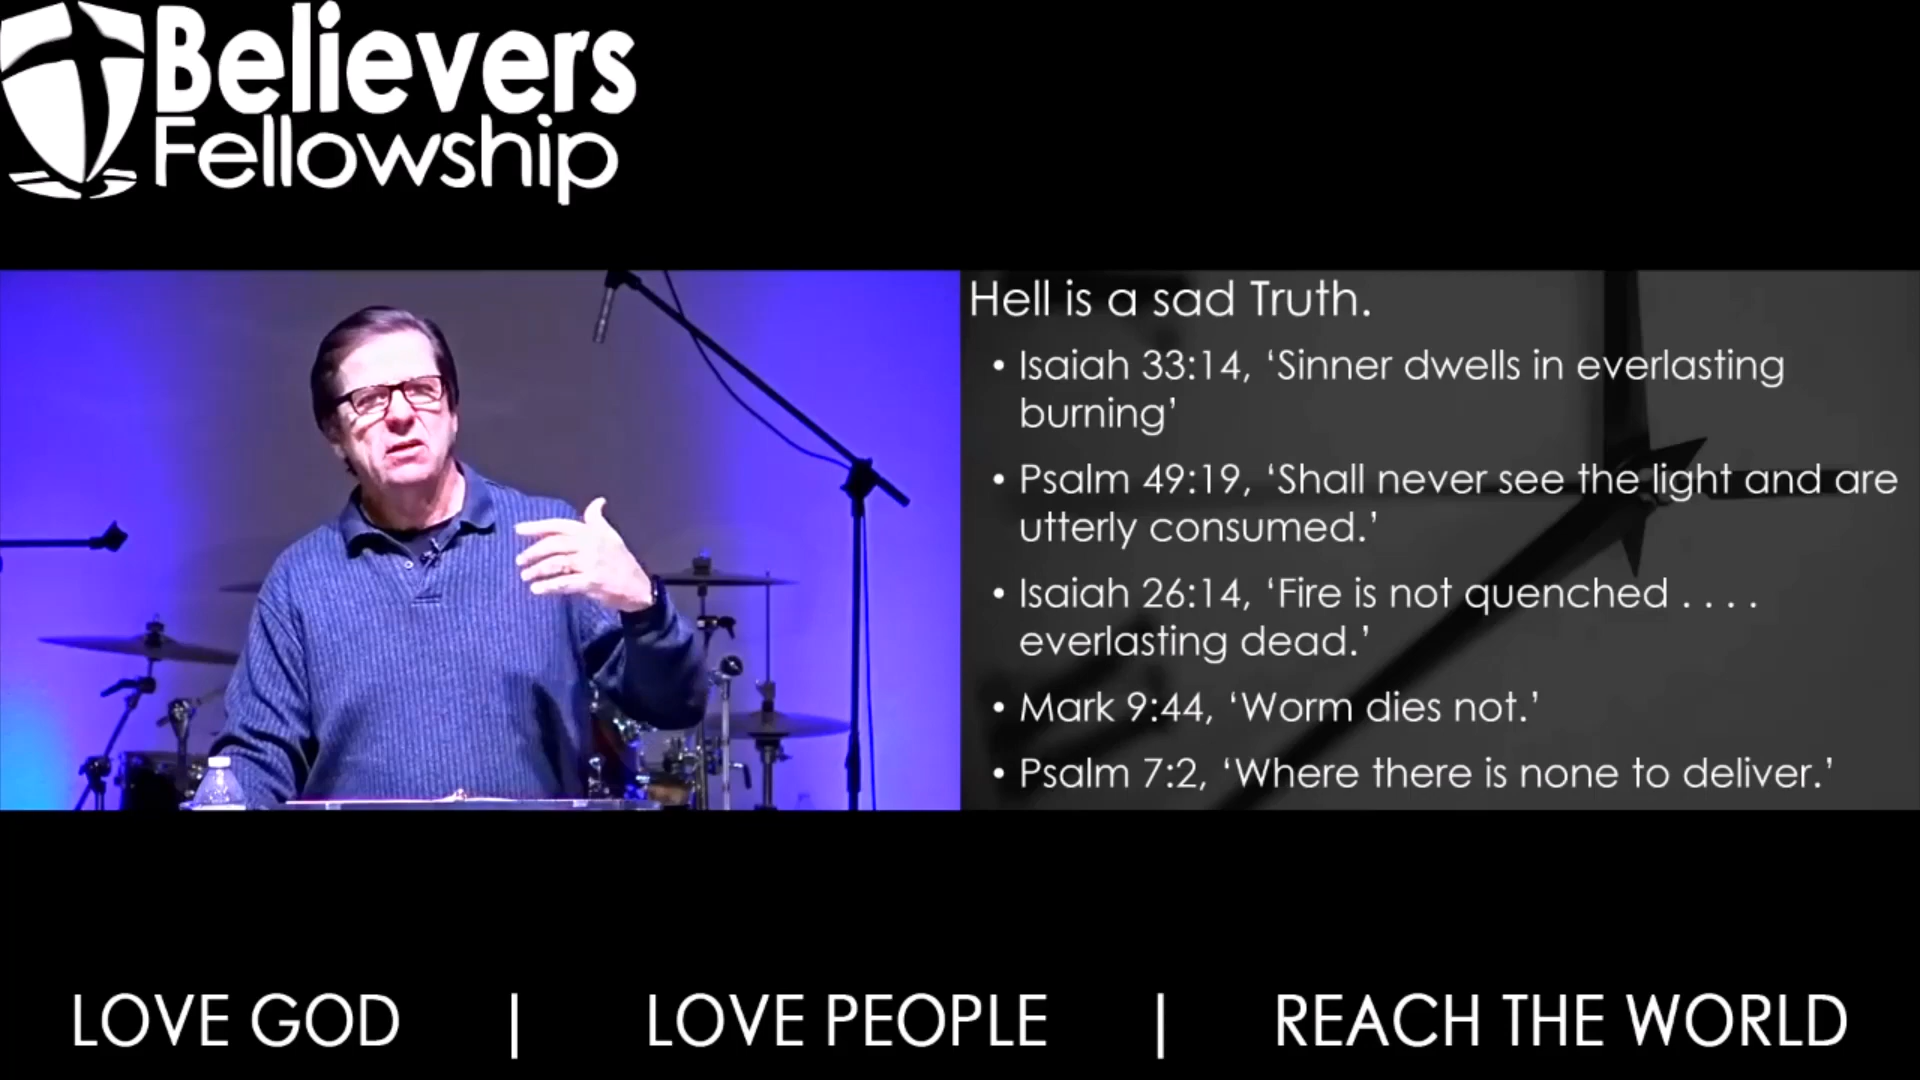 Believers
Fellowship
Hell is a sad Truth.
• Isaiah 33:14, ‘Sinner dwells in everlasting
burning’
• Psalm 49:19, ‘Shall never see the light and are
utterly consumed.’
• Isaiah 26:14, ‘Fire is not quenched . . . .
everlasting dead.’
• Mark 9:44, ‘Worm dies not.’
• Psalm 7:2, ‘Where there is none to deliver.’
LOVE GOD | LOVE PEOPLE | REACH THE WORLD